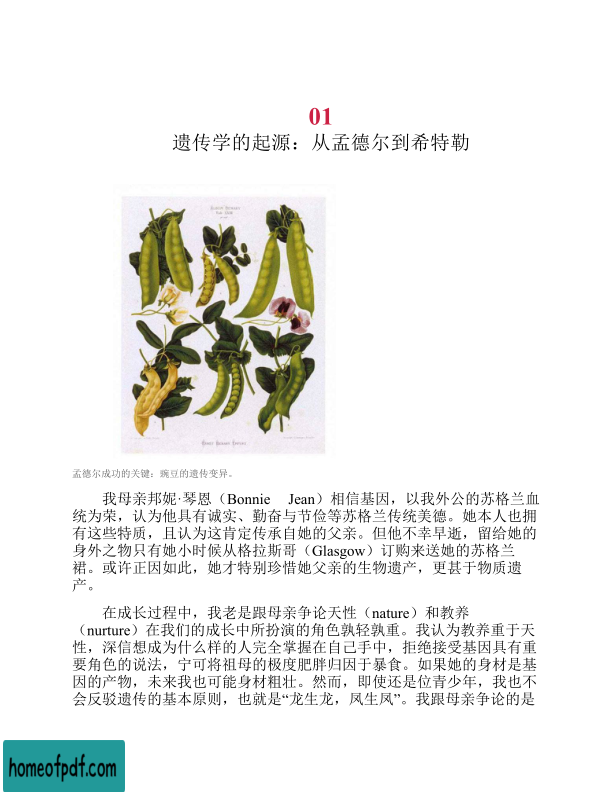 01
遗传学的起源：从孟德尔到希特勒
孟德尔成功的关键：豌豆的遗传变异。
我母亲邦妮·琴恩（Bonnie Jean）相信基因，以我外公的苏格兰血
统为荣，认为他具有诚实、勤奋与节俭等苏格兰传统美德。她本人也拥
有这些特质，且认为这肯定传承自她的父亲。但他不幸早逝，留给她的
身外之物只有她小时候从格拉斯哥（Glasgow）订购来送她的苏格兰
裙。或许正因如此，她才特别珍惜她父亲的生物遗产，更甚于物质遗
产。
在成长过程中，我老是跟母亲争论天性（nature）和教养
（nurture）在我们的成长中所扮演的角色孰轻孰重。我认为教养重于天
性，深信想成为什么样的人完全掌握在自己手中，拒绝接受基因具有重
要角色的说法，宁可将祖母的极度肥胖归因于暴食。如果她的身材是基
因的产物，未来我也可能身材粗壮。然而，即使还是位青少年，我也不
会反驳遗传的基本原则，也就是“龙生龙，凤生凤”。我跟母亲争论的是
homeofpdf.com